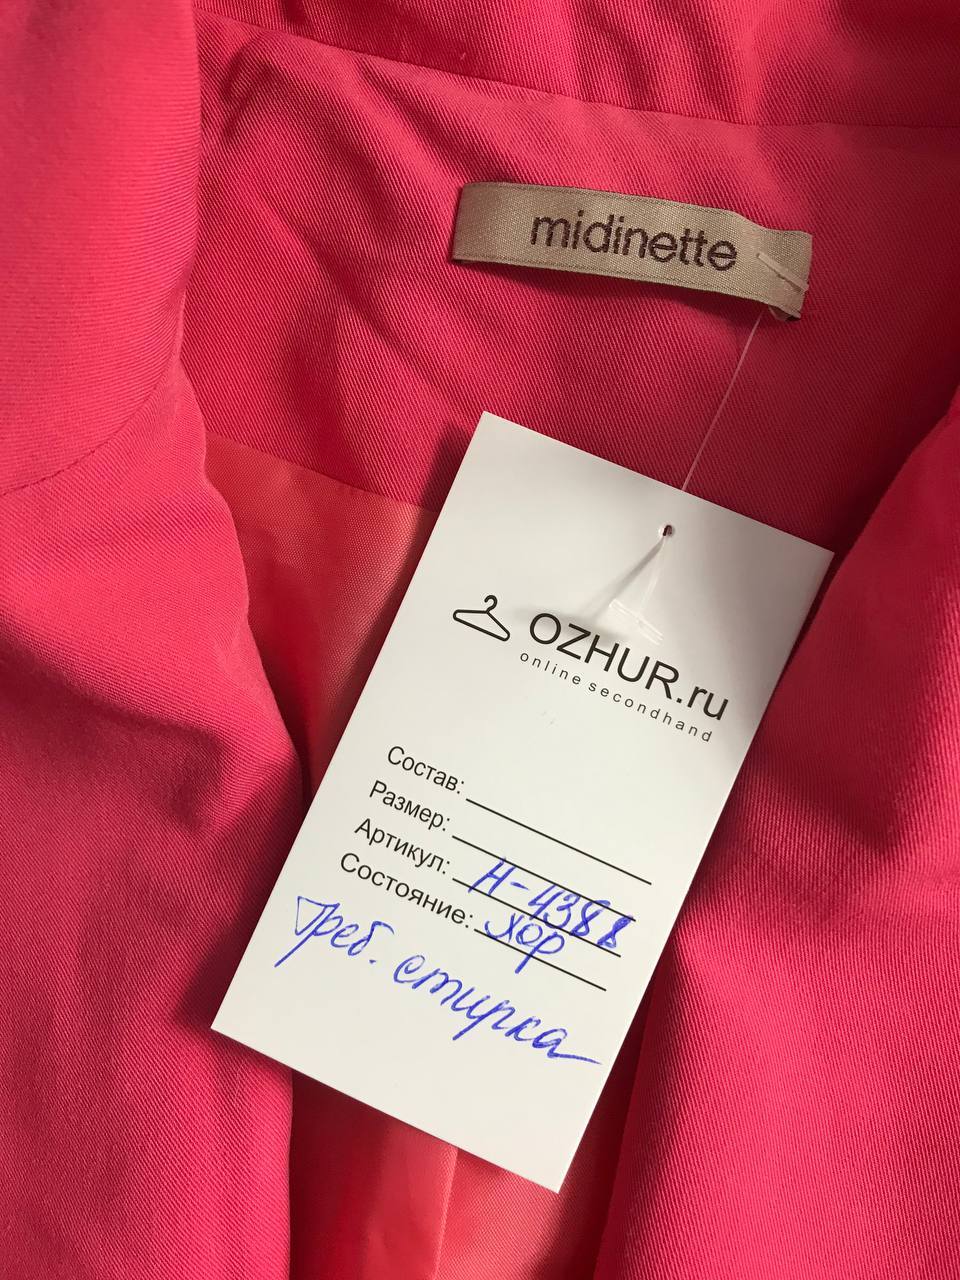 midinette
OZHUR.ru
online secondhand
Состав:
Размер:
Артикул: Н-4388
Состояние: хор
Треб. стирка